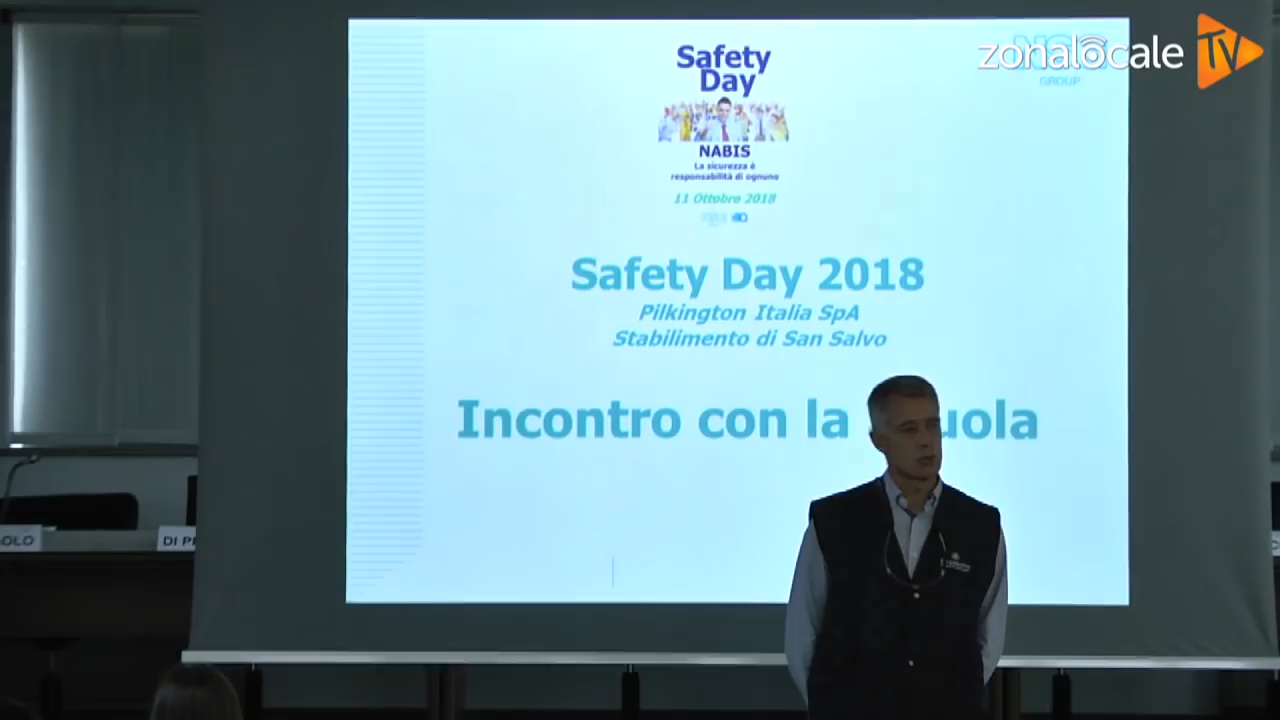 Safety
Day
NABIS
La sicurezza è
responsabilità di ognuno
11 Ottobre 2018
zonalocale TV
GROUP
Safety Day 2018
Pilkington Italia SpA
Stabilimento di San Salvo
Incontro con la uola
OLO
DI P